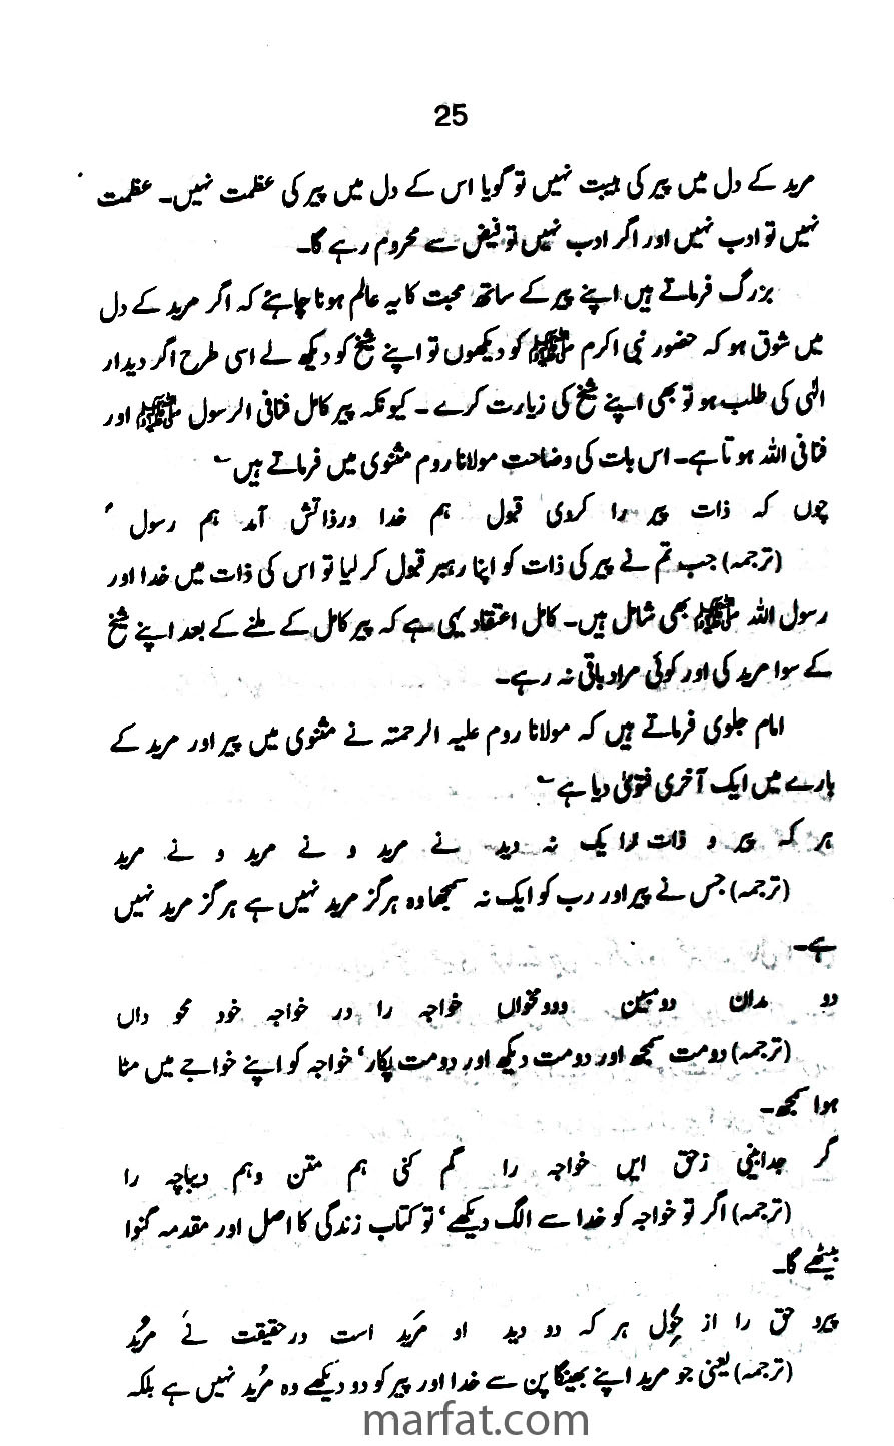 25
مرید کے دل میں پیر کی ہیبت نہیں تو گویا اس کے دل میں پیر کی عظمت نہیں۔ عظمت
نہیں تو ادب نہیں اور اگر ادب نہیں تو فیض سے محروم رہے گا۔
بزرگ فرماتے ہیں اپنے پیر کے ساتھ محبت کا یہ عالم ہونا چاہئے کہ اگر مرید کے دل
میں شوق ہو کہ حضور نبی اکرم ﷺ کو دیکھوں تو اپنے شیخ کو دیکھ لے اسی طرح اگر دیدار
الٰہی کی طلب ہو تو بھی اپنے شیخ کی زیارت کرے۔ کیونکہ پیر کامل فنافی الرسول ﷺ اور
فنافی اللہ ہوتا ہے۔ اس بات کی وضاحت مولانا روم مثنوی میں فرماتے ہیں؎
چوں کہ ذات پیر را کردی قبول ہم خدا درذاتش آمد ہم رسول ؐ
(ترجمہ) جب تم نے پیر کی ذات کو اپنا رہبر قبول کر لیا تو اس کی ذات میں خدا اور
رسول اللہ ﷺ بھی شامل ہیں۔ کامل اعتقاد یہی ہے کہ پیر کامل کے ملنے کے بعد اپنے شیخ
کے سوا مرید کی اور کوئی مراد باقی نہ رہے۔
امام جلوی فرماتے ہیں کہ مولانا روم علیہ الرحمتہ نے مثنوی میں پیر اور مرید کے
بارے میں ایک آخری فتویٰ دیا ہے؎
ہر کہ پیر و ذات را یک نہ دید نے مرید و نے مرید و نے مرید
(ترجمہ) جس نے پیر اور رب کو ایک نہ سمجھا وہ ہرگز مرید نہیں ہے ہرگز مرید نہیں
ہے۔
دو مدان دو مبین ودو مخواں خواجہ را در خواجہ خود محو داں
(ترجمہ) دو مت سمجھ اور دو مت دیکھ اور دو مت پکار‘ خواجہ کو اپنے خواجے میں مٹا
ہوا سمجھ۔
گر جدابینی زحق ایں خواجہ را گم کنی ہم متن وہم دیباچہ را
(ترجمہ) اگر تو خواجہ کو خدا سے الگ دیکھے‘ تو کتاب زندگی کا اصل اور مقدمہ گنوا
بیٹھے گا۔
پیرو حق را از حَوَل ہر کہ دو دید او مَرید است درحقیقت نے مُرید
(ترجمہ) یعنی جو مرید اپنے بھینگا پن سے خدا اور پیر کو دو دیکھے وہ مُرید نہیں ہے بلکہ
marfat.com